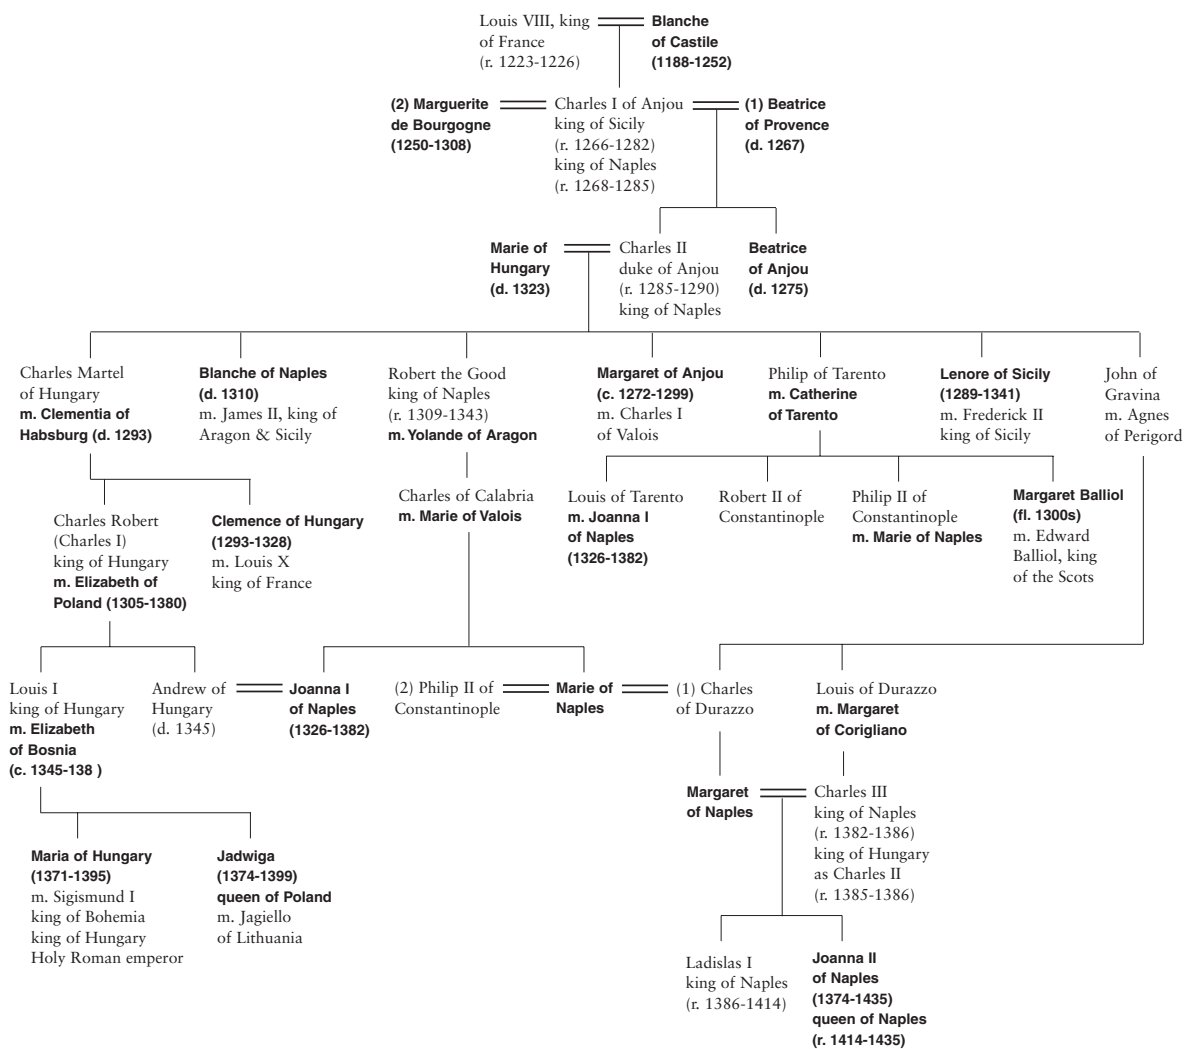 Louis VIII, king
of France
(r. 1223-1226)
Blanche
of Castile
(1188-1252)
(2) Marguerite
de Bourgogne
(1250-1308)
Charles I of Anjou
king of Sicily
(r. 1266-1282)
king of Naples
(r. 1268-1285)
(1) Beatrice
of Provence
(d. 1267)
Marie of
Hungary
(d. 1323)
Charles II
duke of Anjou
(r. 1285-1290)
king of Naples
Beatrice
of Anjou
(d. 1275)
Charles Martel
of Hungary
m. Clementia of
Habsburg (d. 1293)
Blanche of Naples
(d. 1310)
m. James II, king of
Aragon & Sicily
Robert the Good
king of Naples
(r. 1309-1343)
m. Yolande of Aragon
Margaret of Anjou
(c. 1272-1299)
m. Charles I
of Valois
Philip of Tarento
m. Catherine
of Tarento
Lenore of Sicily
(1289-1341)
m. Frederick II
king of Sicily
John of
Gravina
m. Agnes
of Perigord
Charles Robert
(Charles I)
king of Hungary
m. Elizabeth of
Poland (1305-1380)
Clemence of Hungary
(1293-1328)
m. Louis X
king of France
Charles of Calabria
m. Marie of Valois
Louis of Tarento
m. Joanna I
of Naples
(1326-1382)
Robert II of
Constantinople
Philip II of
Constantinople
m. Marie of Naples
Margaret Balliol
(fl. 1300s)
m. Edward
Balliol, king
of the Scots
Louis I
king of Hungary
m. Elizabeth
of Bosnia
(c. 1345-138 )
Andrew of
Hungary
(d. 1345)
Joanna I
of Naples
(1326-1382)
(2) Philip II of
Constantinople
Marie of
Naples
(1) Charles
of Durazzo
Louis of Durazzo
m. Margaret
of Corigliano
Margaret
of Naples
Charles III
king of Naples
(r. 1382-1386)
king of Hungary
as Charles II
(r. 1385-1386)
Maria of Hungary
(1371-1395)
m. Sigismund I
king of Bohemia
king of Hungary
Holy Roman emperor
Jadwiga
(1374-1399)
queen of Poland
m. Jagiello
of Lithuania
Ladislas I
king of Naples
(r. 1386-1414)
Joanna II
of Naples
(1374-1435)
queen of Naples
(r. 1414-1435)